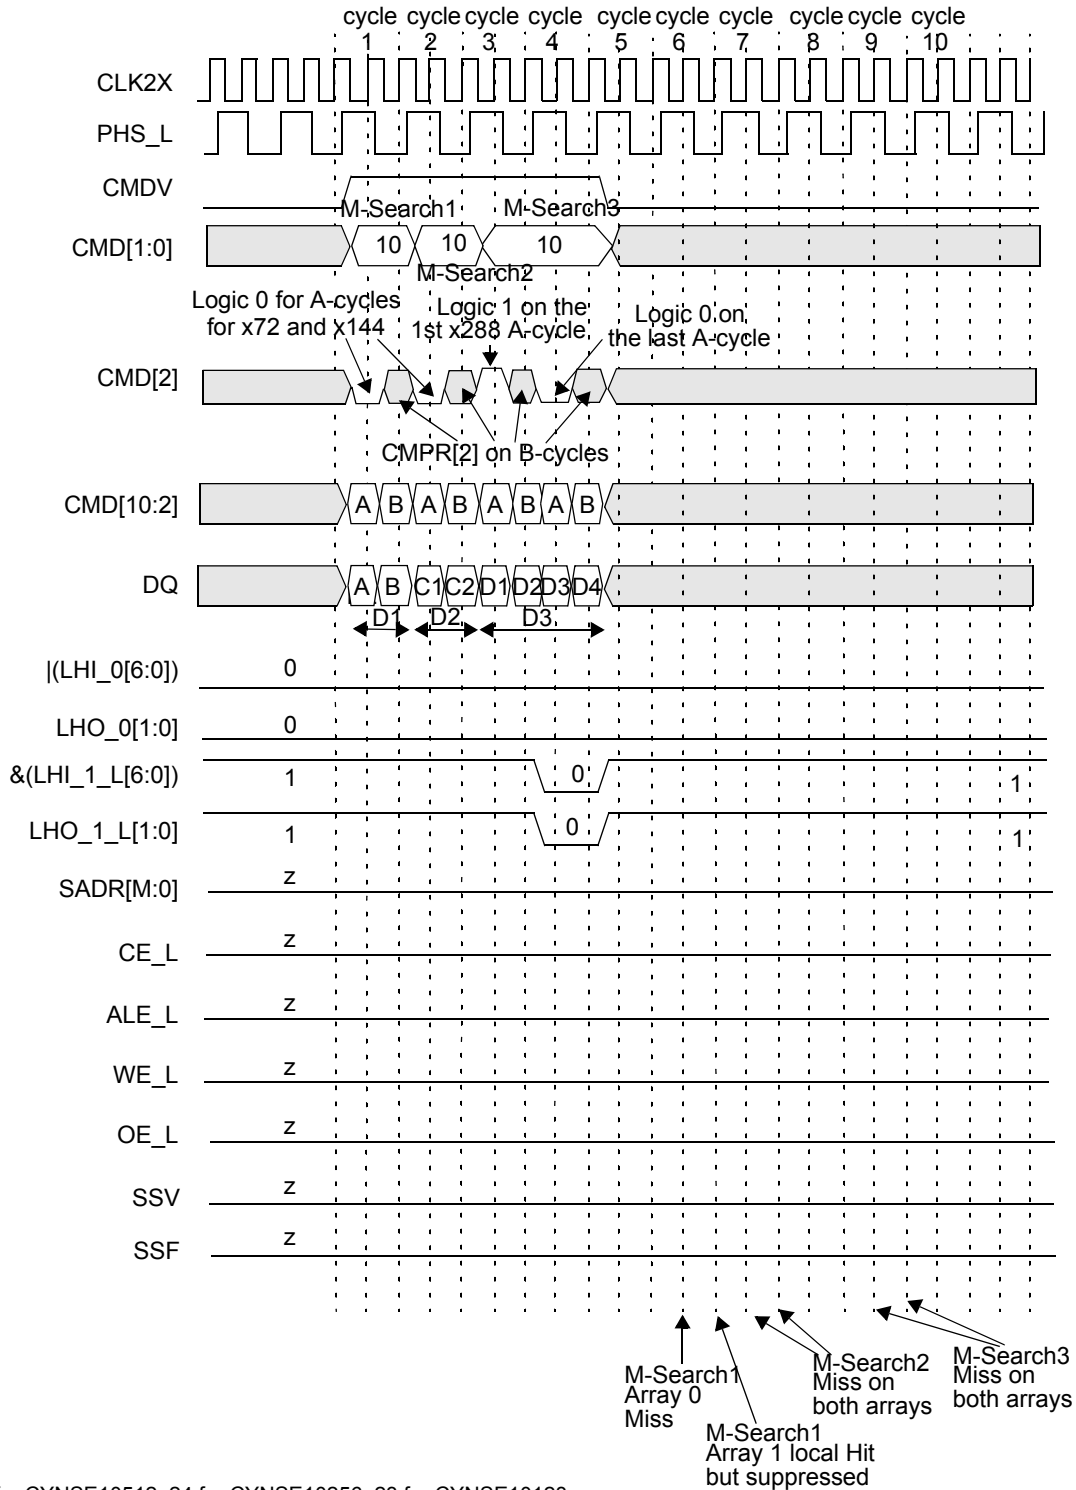 cycle cycle cycle cycle cycle cycle cycle cycle cycle cycle
1 2 3 4 5 6 7 8 9 10
CLK2X
PHS_L
CMDV
M-Search1 M-Search3
CMD[1:0] 10 10 10
M-Search2
Logic 0 for A-cycles
for x72 and x144
Logic 1 on the
1st x288 A-cycle
Logic 0 on
the last A-cycle
CMD[2]
CMPR[2] on B-cycles
CMD[10:2] A B A B A B A B
DQ A B C1 C2 D1 D2 D3 D4
D1 D2 D3
|(LHI_0[6:0]) 0
LHO_0[1:0] 0
&(LHI_1_L[6:0]) 1 0 1
LHO_1_L[1:0] 1 0 1
SADR[M:0] z
CE_L z
ALE_L z
WE_L z
OE_L z
SSV z
SSF z
M-Search1
Array 0
Miss
M-Search1
Array 1 local Hit
but suppressed
M-Search2
Miss on
both arrays
M-Search3
Miss on
both arrays